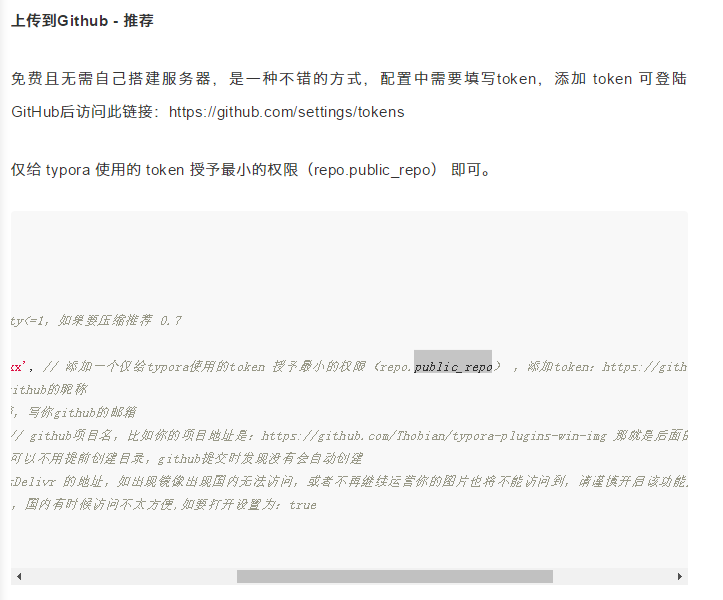 上传到Github - 推荐
免费且无需自己搭建服务器，是一种不错的方式，配置中需要填写token，添加 token 可登陆
GitHub后访问此链接：https://github.com/settings/tokens
仅给 typora 使用的 token 授予最小的权限（repo.public_repo） 即可。
ty<=1，如果要压缩推荐 0.7
xx', // 添加一个仅给typora使用的token 授予最小的权限（repo.public_repo） ，添加token：https://gith
github的昵称
，写你github的邮箱
// github项目名，比如你的项目地址是：https://github.com/Thobian/typora-plugins-win-img 那就是后面的
可以不用提前创建目录，github提交时发现没有会自动创建
sDelivr 的地址，如出现镜像出现国内无法访问，或者不再继续运营你的图片也将不能访问到，请谨慎开启该功能
，国内有时候访问不太方便,如要打开设置为：true